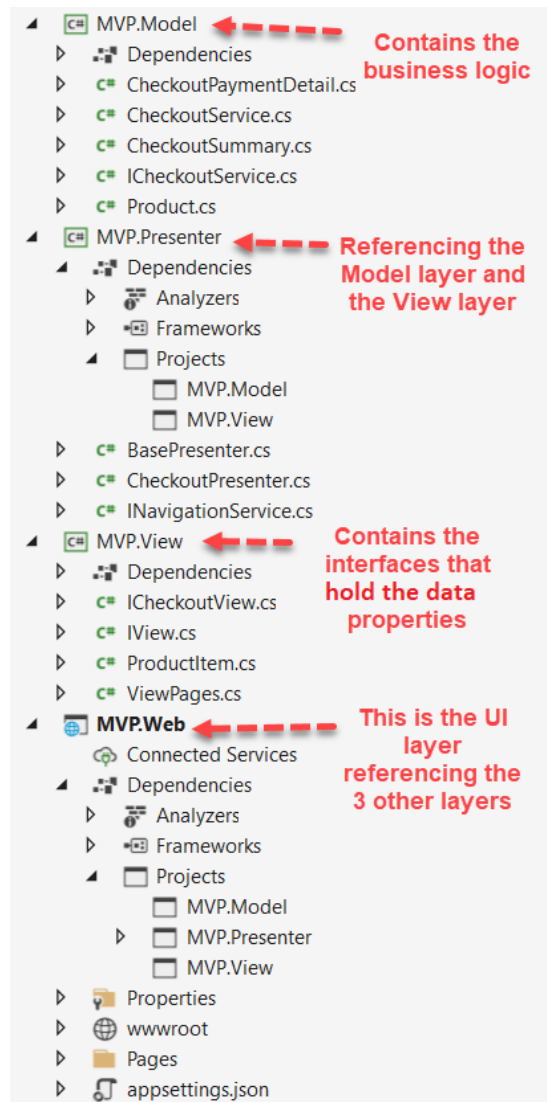 MVP.Model
Contains the
business logic
Dependencies
CheckoutPaymentDetail.cs
CheckoutService.cs
CheckoutSummary.cs
ICheckoutService.cs
Product.cs
MVP.Presenter
Referencing the
Model layer and
the View layer
Dependencies
Analyzers
Frameworks
Projects
MVP.Model
MVP.View
BasePresenter.cs
CheckoutPresenter.cs
INavigationService.cs
MVP.View
Contains the
interfaces that
hold the data
properties
Dependencies
ICheckoutView.cs
IView.cs
ProductItem.cs
ViewPages.cs
MVP.Web
This is the UI
layer
referencing the
3 other layers
Connected Services
Dependencies
Analyzers
Frameworks
Projects
MVP.Model
MVP.Presenter
MVP.View
Properties
wwwroot
Pages
appsettings.json